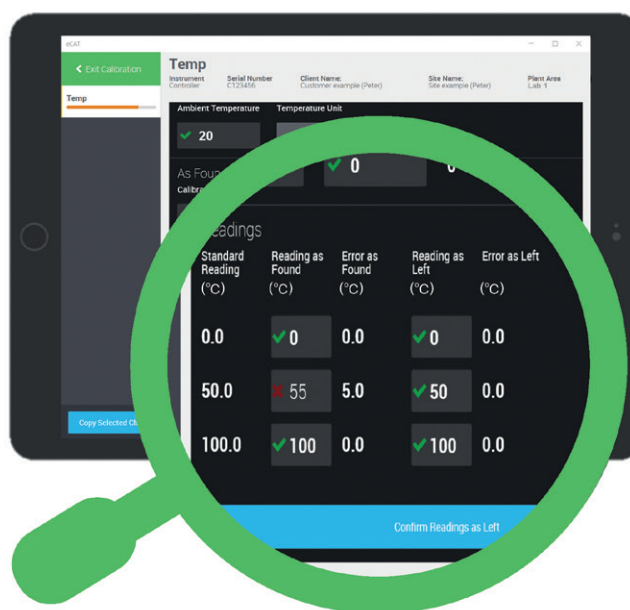 eCAT
Exit Calibration
Temp
Temp
Instrument Serial Number Client Name: Site Name: Plant Area
Controller C123456 Customer example (Peter) Site example (Peter) Lab 1
Ambient Temperature Temperature Unit
20
As Foun
0
Calibra
eadings
Standard Reading as Error as Reading as Error as Left
Reading Found Found Left
(°C) (°C) (°C) (°C) (°C)
0.0 0 0.0 0 0.0
50.0 55 5.0 50 0.0
100.0 100 0.0 100 0.0
Copy Selected Ch
Confirm Readings as Left